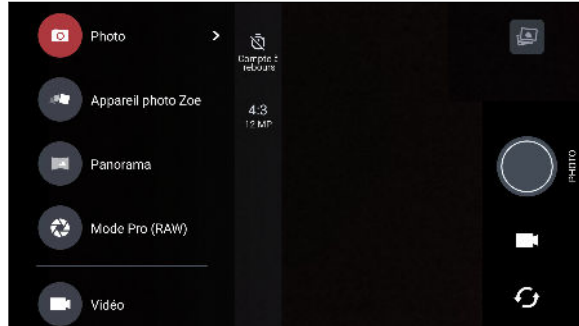 Photo
Appareil photo Zoe
Panorama
Mode Pro (RAW)
Vidéo
Compte à
rebours
4:3
12 MP
PHOTO